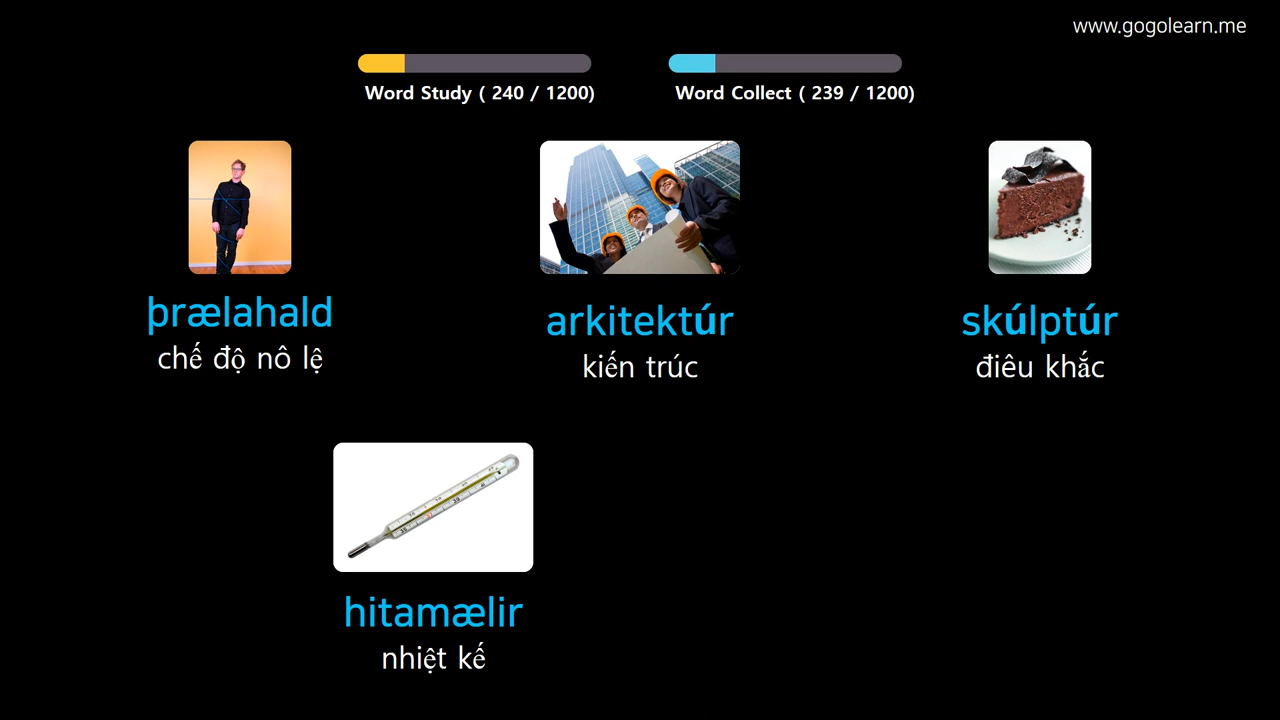 www.gogolearn.me
Word Study ( 240 / 1200)
Word Collect ( 239 / 1200)
þrælahald
chế độ nô lệ
arkitektúr
kiến trúc
skúlptúr
điêu khắc
hitamælir
nhiệt kế